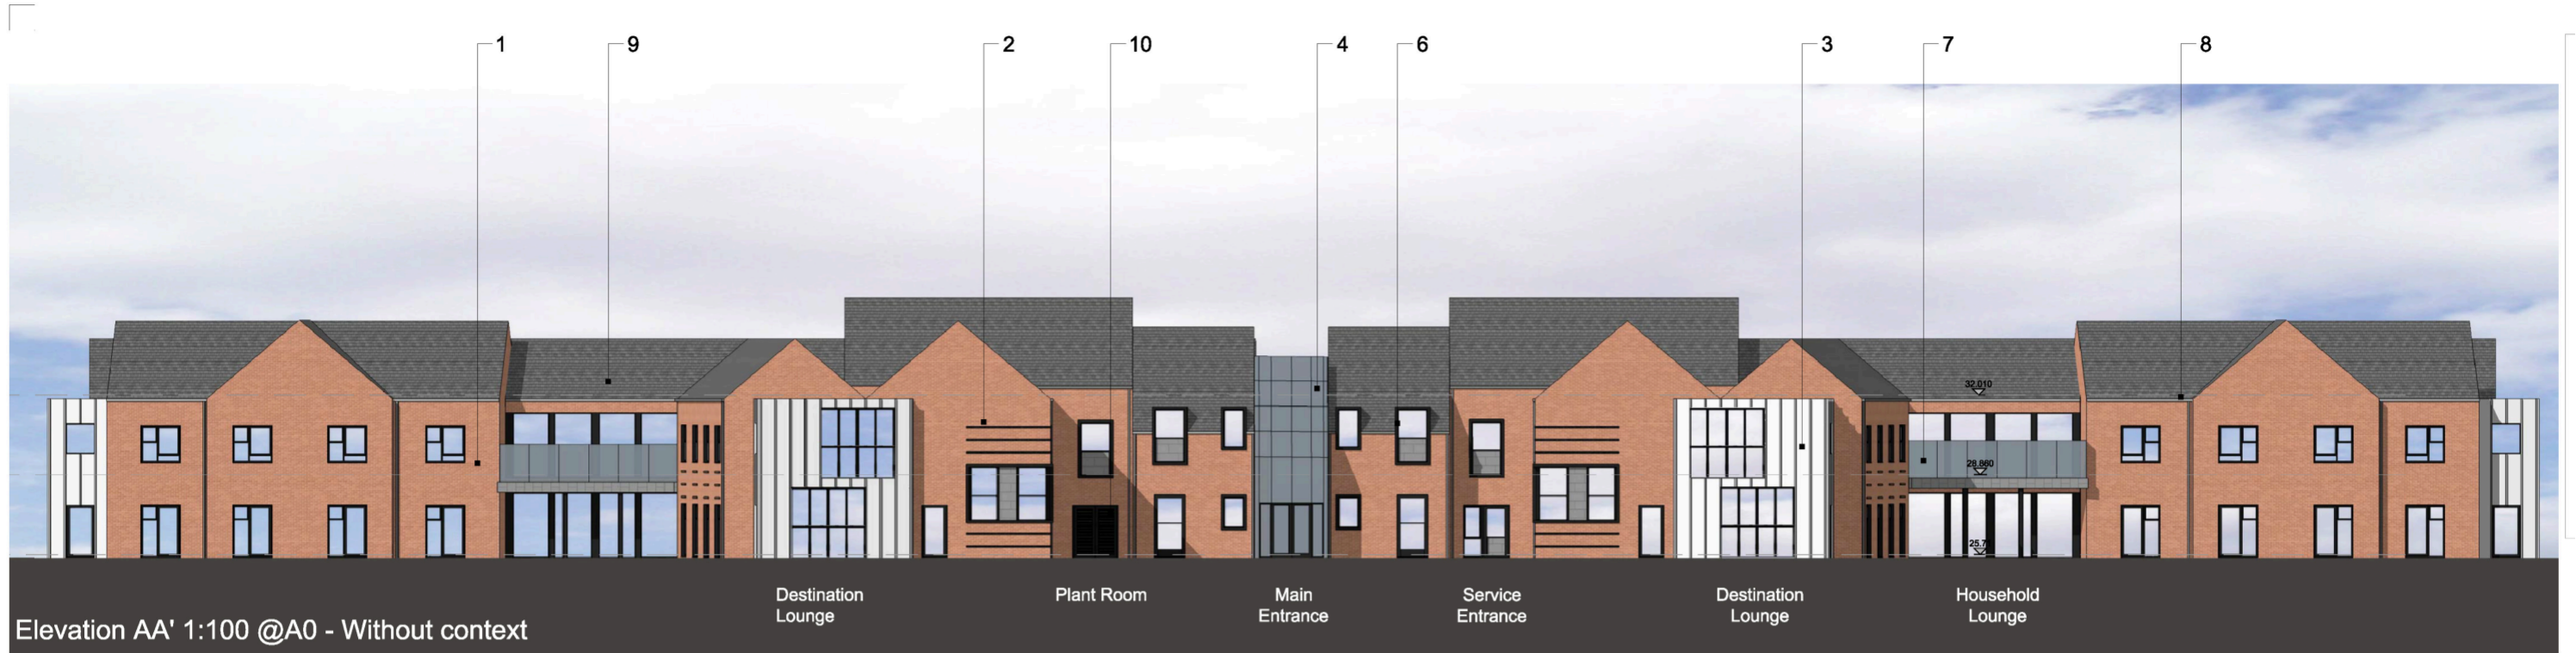 1
9
2
10
4
6
3
7
8
32.010
28.860
Destination
Lounge
Plant Room
Main
Entrance
Service
Entrance
Destination
Lounge
Household
Lounge
Elevation AA' 1:100 @A0 - Without context